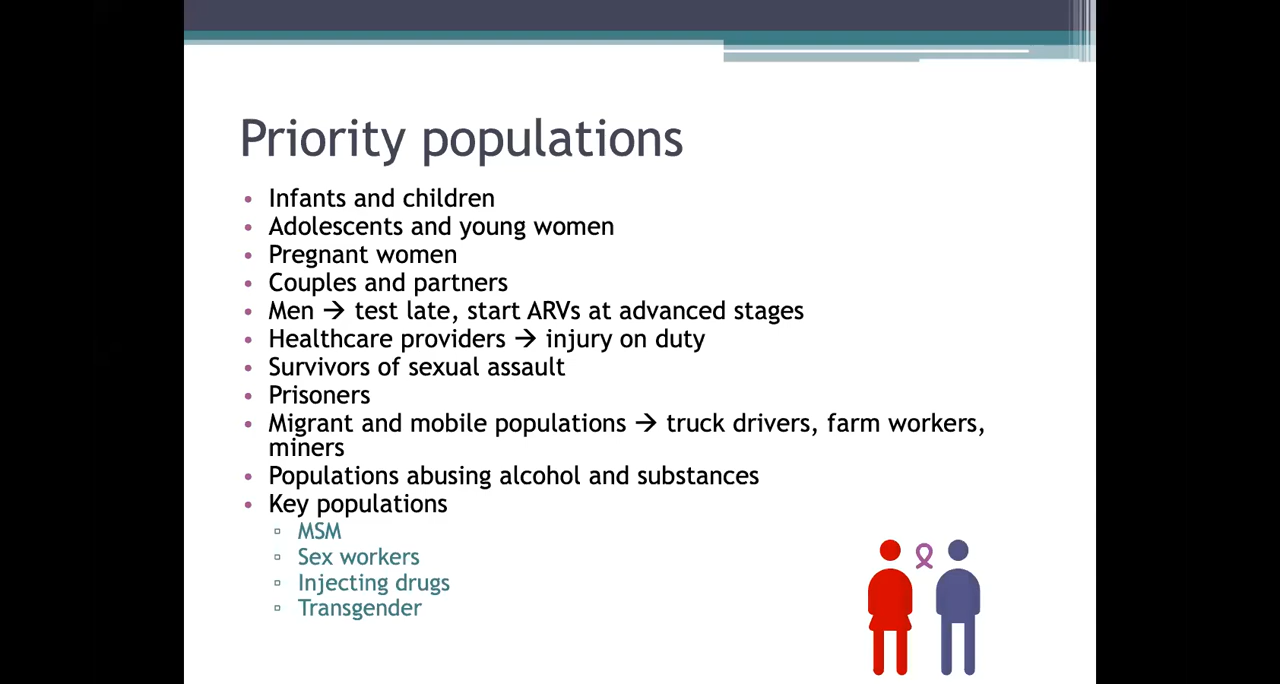 Priority populations
• Infants and children
• Adolescents and young women
• Pregnant women
• Couples and partners
• Men → test late, start ARVs at advanced stages
• Healthcare providers → injury on duty
• Survivors of sexual assault
• Prisoners
• Migrant and mobile populations → truck drivers, farm workers,
miners
• Populations abusing alcohol and substances
• Key populations
▫ MSM
▫ Sex workers
▫ Injecting drugs
▫ Transgender